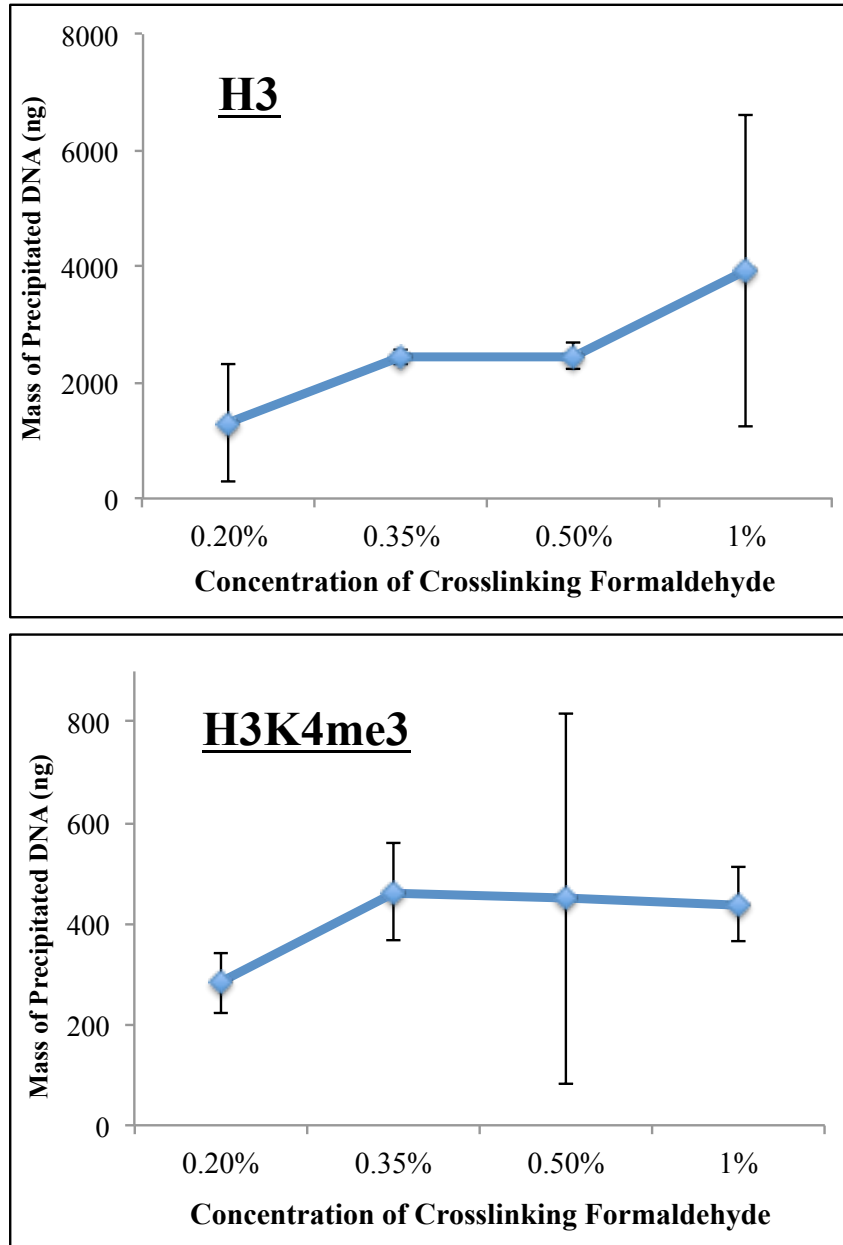 H3
Mass of Precipitated DNA (ng)
8000
6000
4000
2000
0
0.20% 0.35% 0.50% 1%
Concentration of Crosslinking Formaldehyde
H3K4me3
Mass of Precipitated DNA (ng)
800
600
400
200
0
0.20% 0.35% 0.50% 1%
Concentration of Crosslinking Formaldehyde